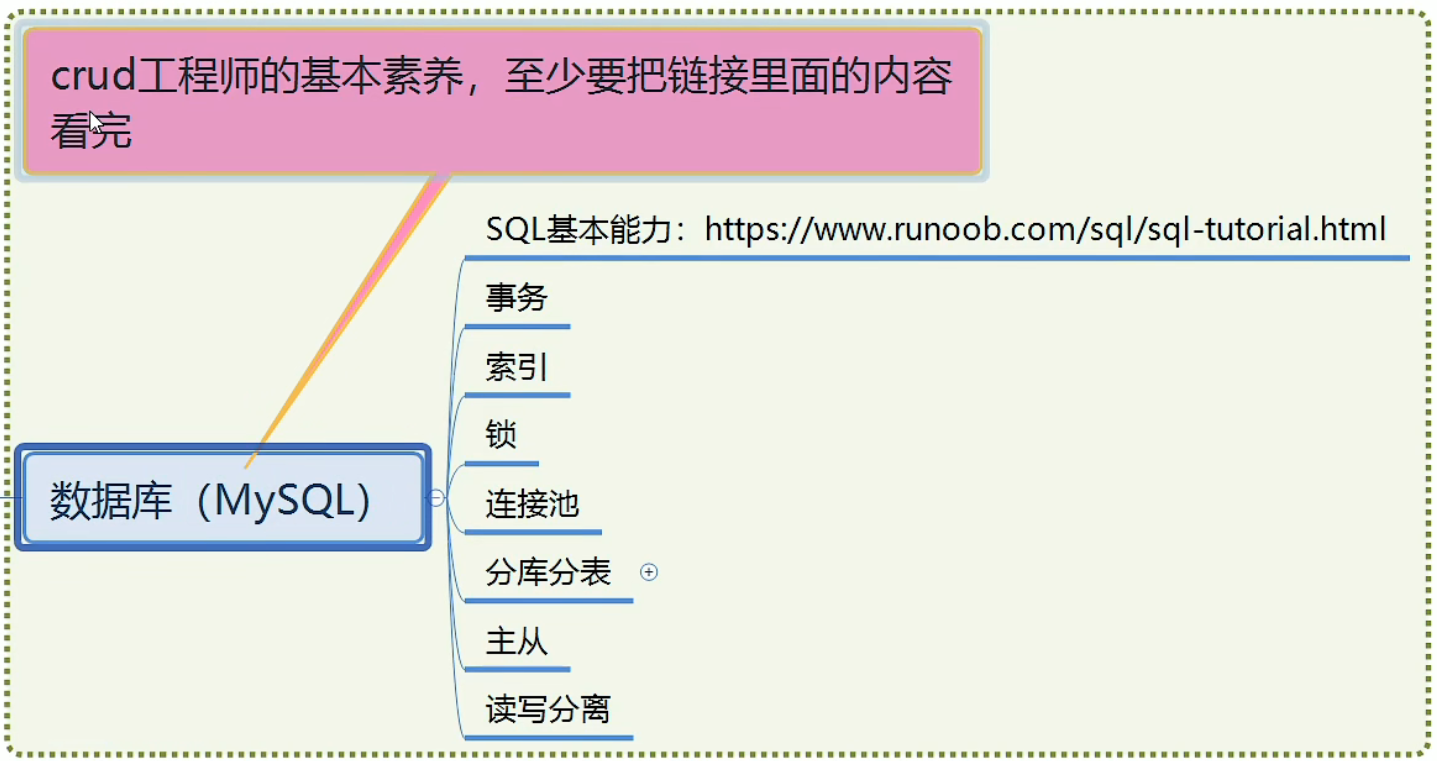 crud工程师的基本素养，至少要把链接里面的内容
看完
SQL基本能力：https://www.runoob.com/sql/sql-tutorial.html
事务
索引
锁
数据库（MySQL）
连接池
分库分表
主从
读写分离